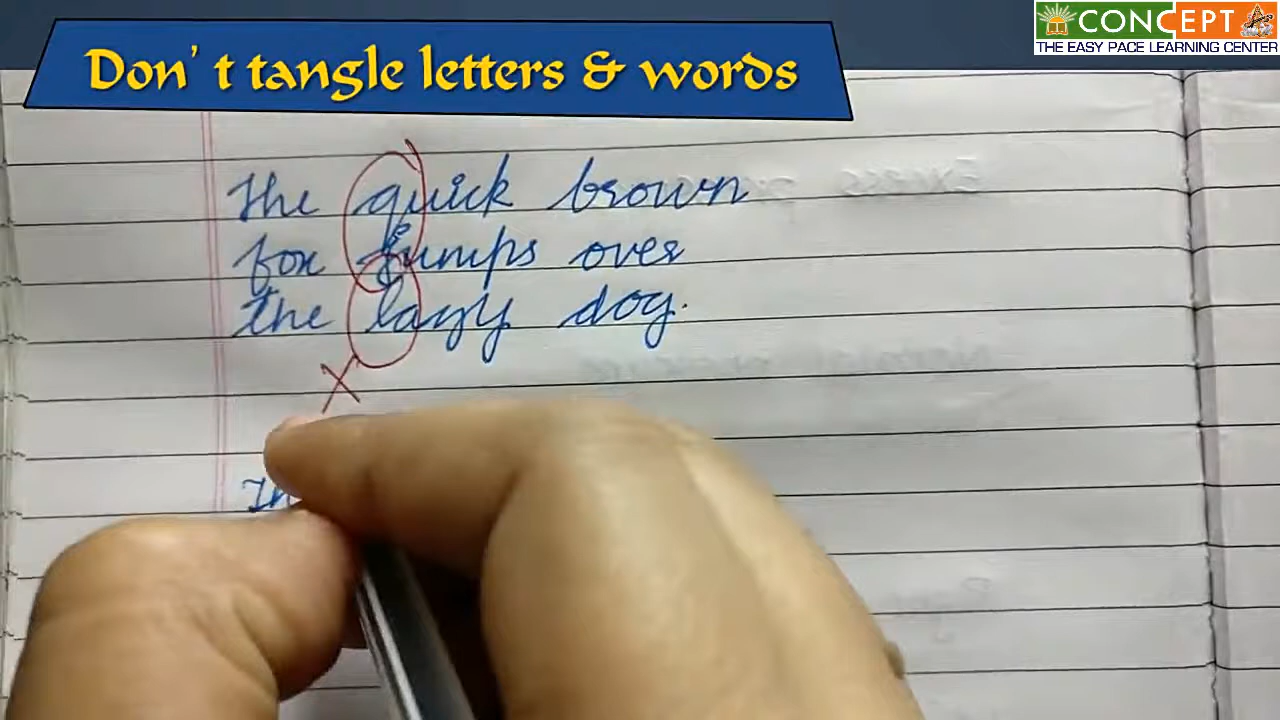 Don't tangle letters & words
CONCEPT
THE EASY PACE LEARNING CENTER
The quick brown
fox jumps over
the lazy dog.
X
Th